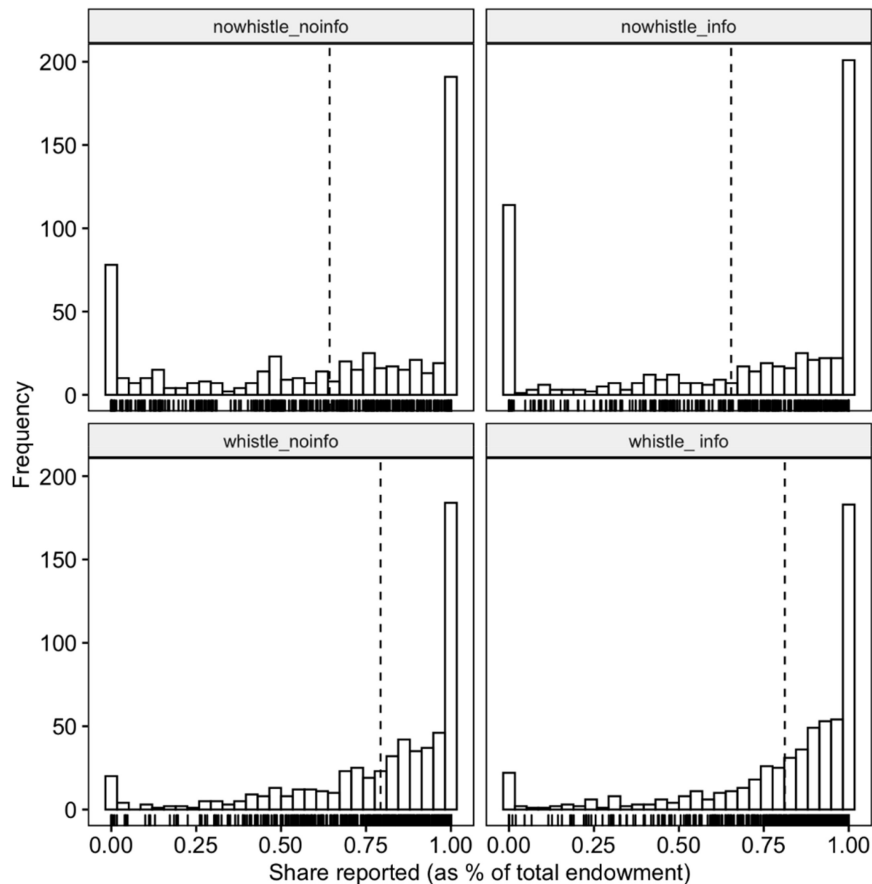 nowhistle_noinfo
nowhistle_info
200
150
100
50
0
whistle_noinfo
whistle_ info
200
150
100
50
0
Frequency
0.00 0.25 0.50 0.75 1.00
0.00 0.25 0.50 0.75 1.00
Share reported (as % of total endowment)